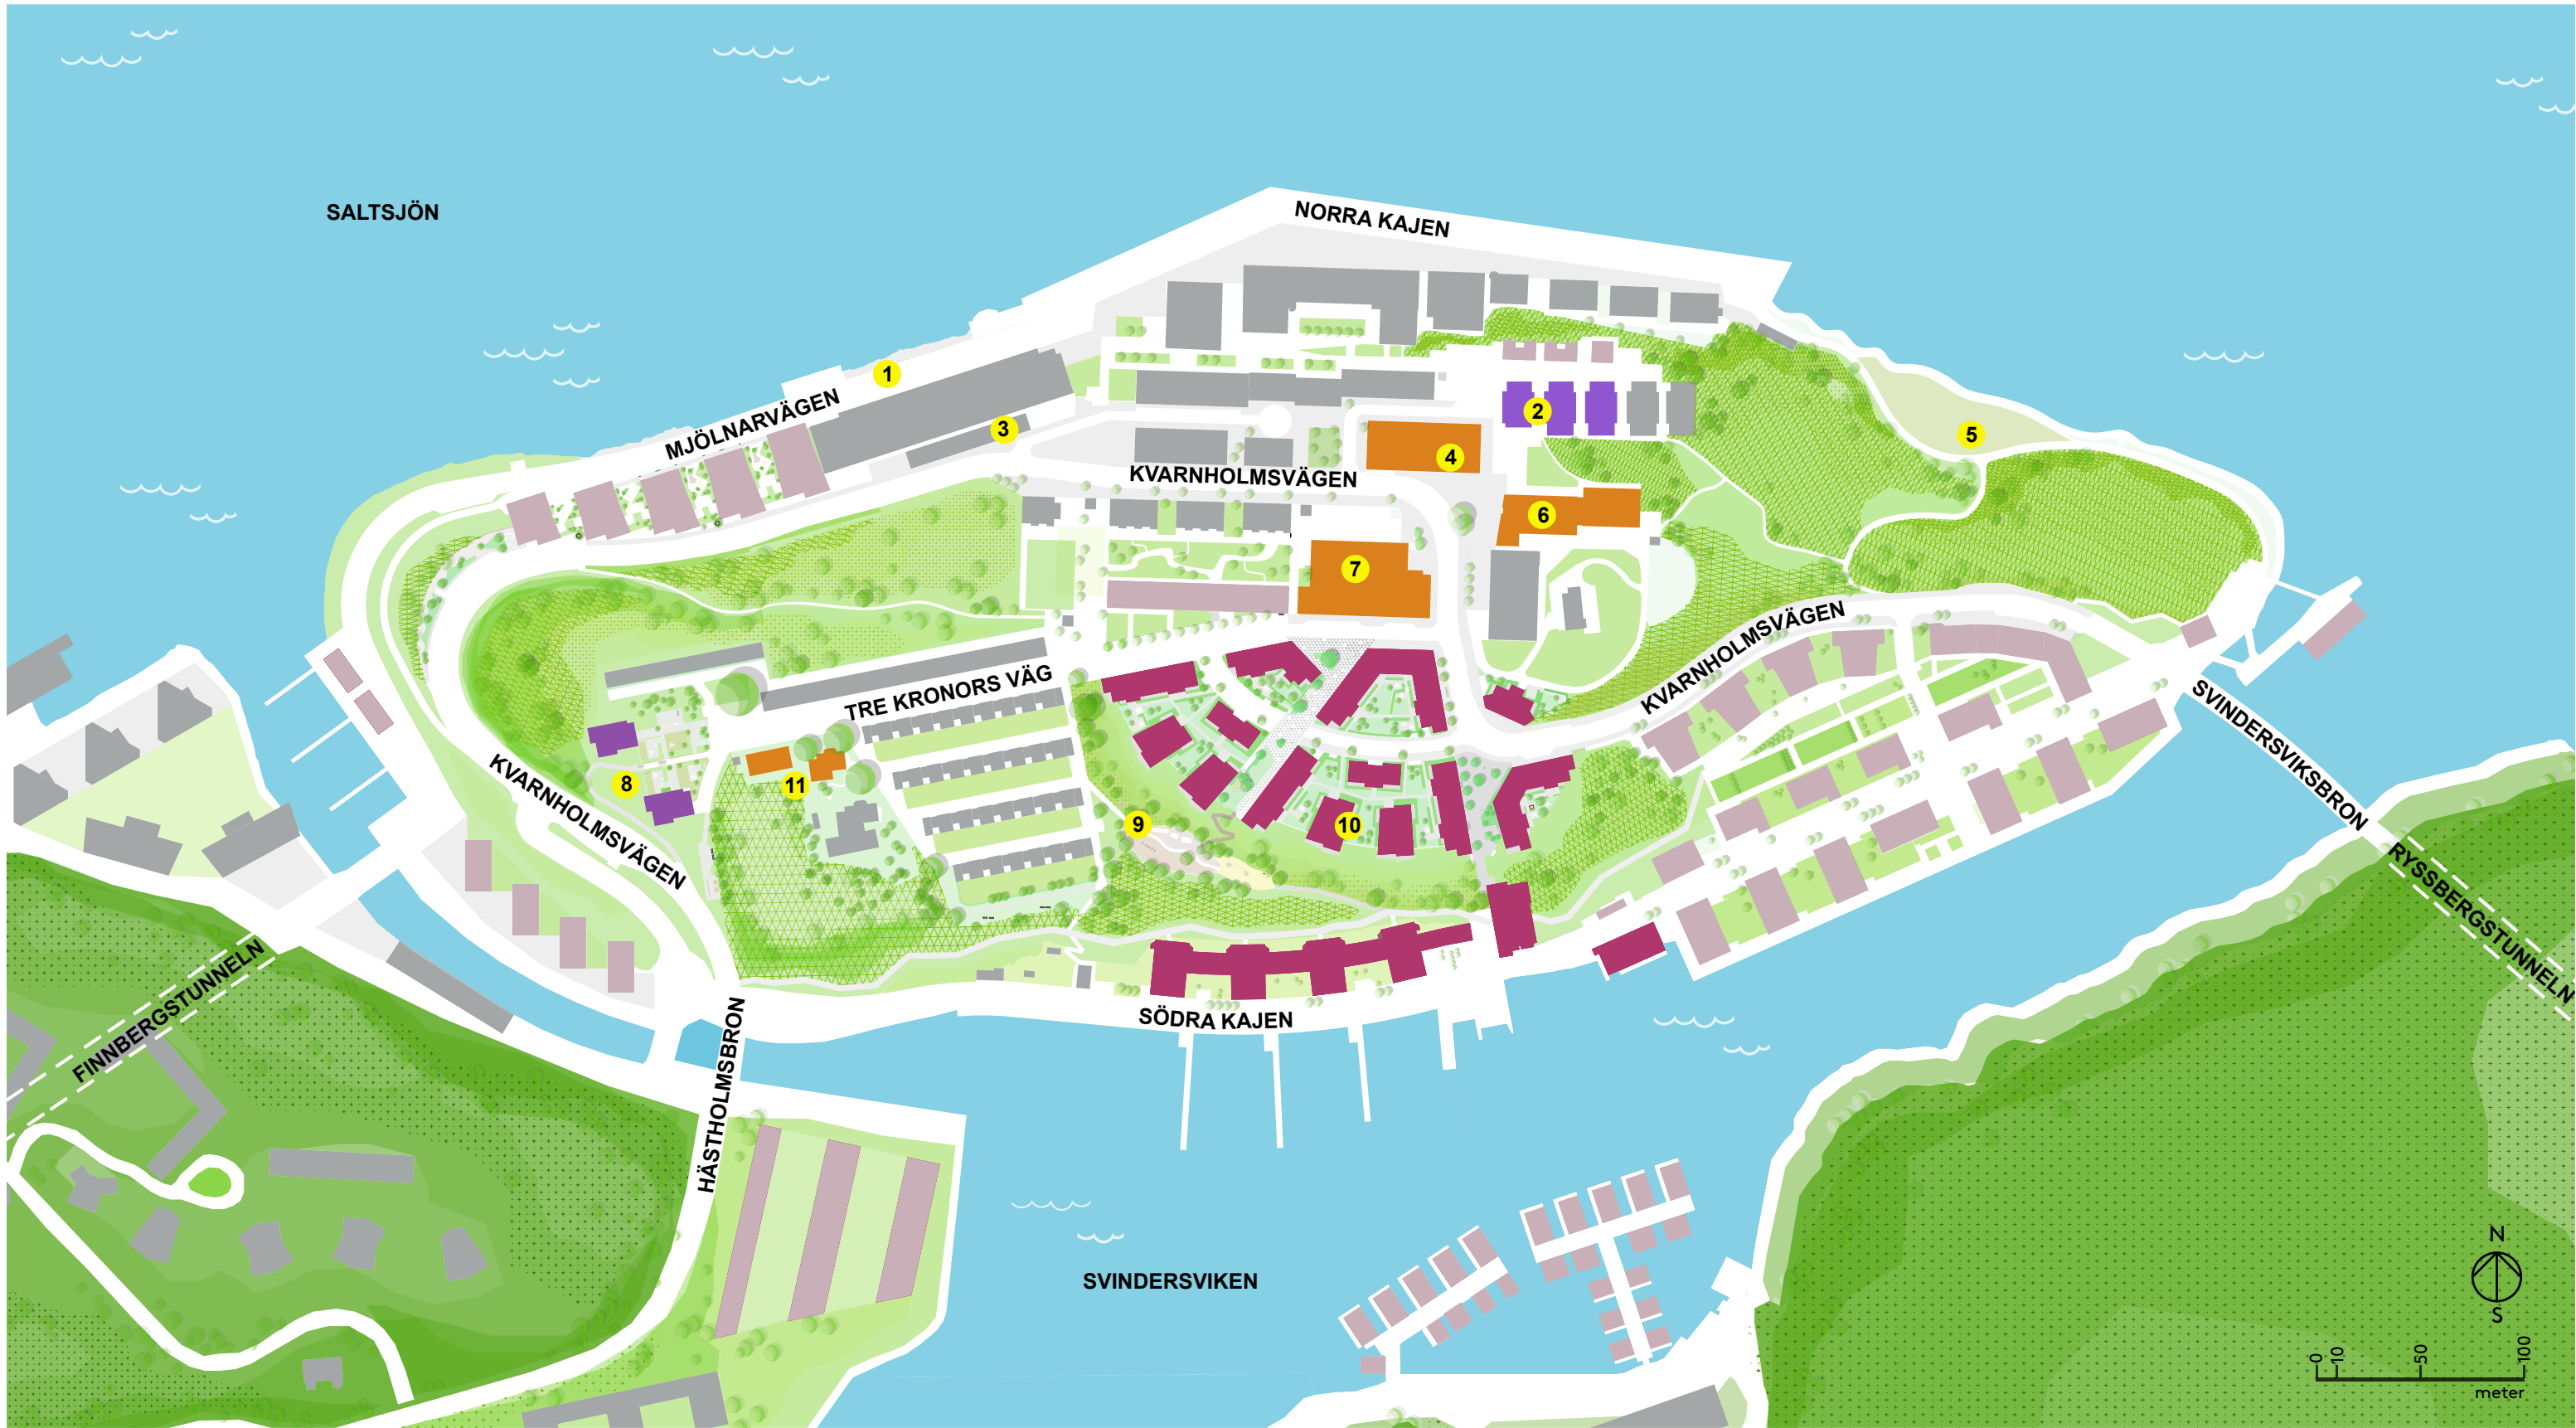 SALTSJÖN
NORRA KAJEN
1
MJÖLNARVÄGEN
2
3
5
4
KVARNHOLMSVÄGEN
6
7
KVARNHOLMSVÄGEN
TRE KRONORS VÄG
SVINDERSVIKSBRON
8
11
KVARNHOLMSVÄGEN
9
10
RYSSBERGSTUNNELN
FINNBERGSTUNNELN
SÖDRA KAJEN
HÄSTHOLMSBRON
SVINDERSVIKEN
N
S
0
10
50
100
meter